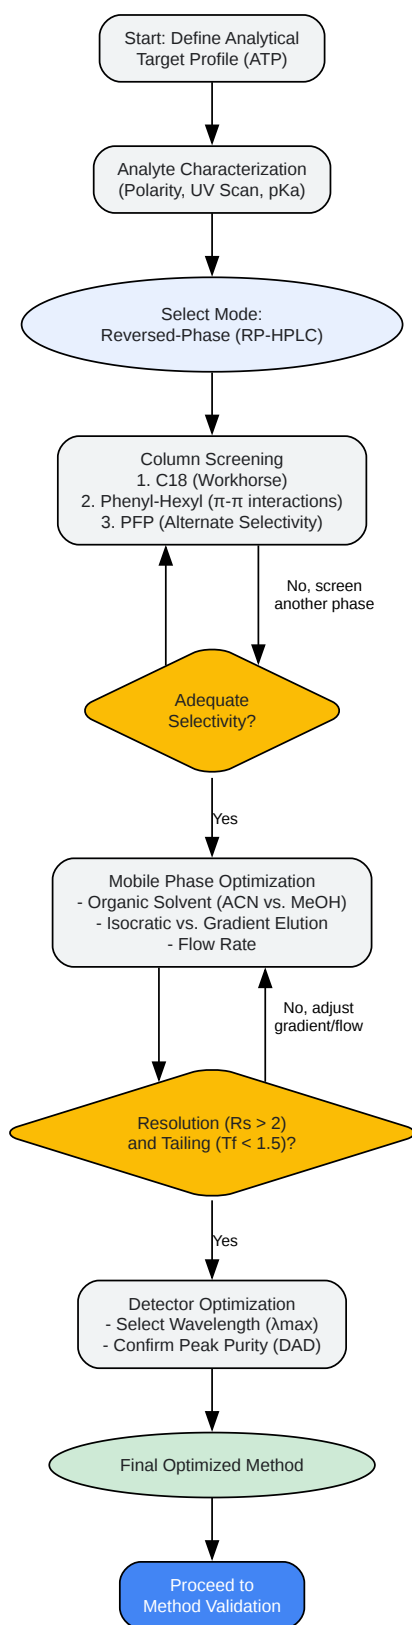 Start: Define Analytical
Target Profile (ATP)
Analyte Characterization
(Polarity, UV Scan, pKa)
Select Mode:
Reversed-Phase (RP-HPLC)
Column Screening
1. C18 (Workhorse)
2. Phenyl-Hexyl (π-π interactions)
3. PFP (Alternate Selectivity)
No, screen
another phase
Adequate
Selectivity?
Yes
Mobile Phase Optimization
- Organic Solvent (ACN vs. MeOH)
- Isocratic vs. Gradient Elution
- Flow Rate
No, adjust
gradient/flow
Resolution (Rs > 2)
and Tailing (Tf < 1.5)?
Yes
Detector Optimization
- Select Wavelength (λmax)
- Confirm Peak Purity (DAD)
Final Optimized Method
Proceed to
Method Validation